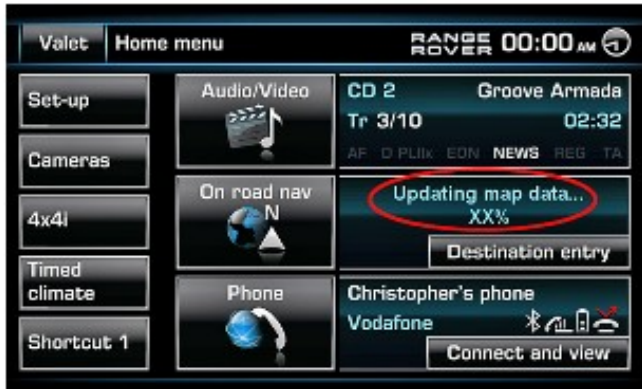 Valet
Home menu
RANGE ROVER
00:00 AM
Set-up
Cameras
4x4i
Timed climate
Shortcut 1
Audio/Video
On road nav
N
Phone
CD 2
Groove Armada
Tr 3/10
02:32
AF
D PLIIx
EON
NEWS
REG
TA
Updating map data...
XX%
Destination entry
Christopher's phone
Vodafone
Connect and view